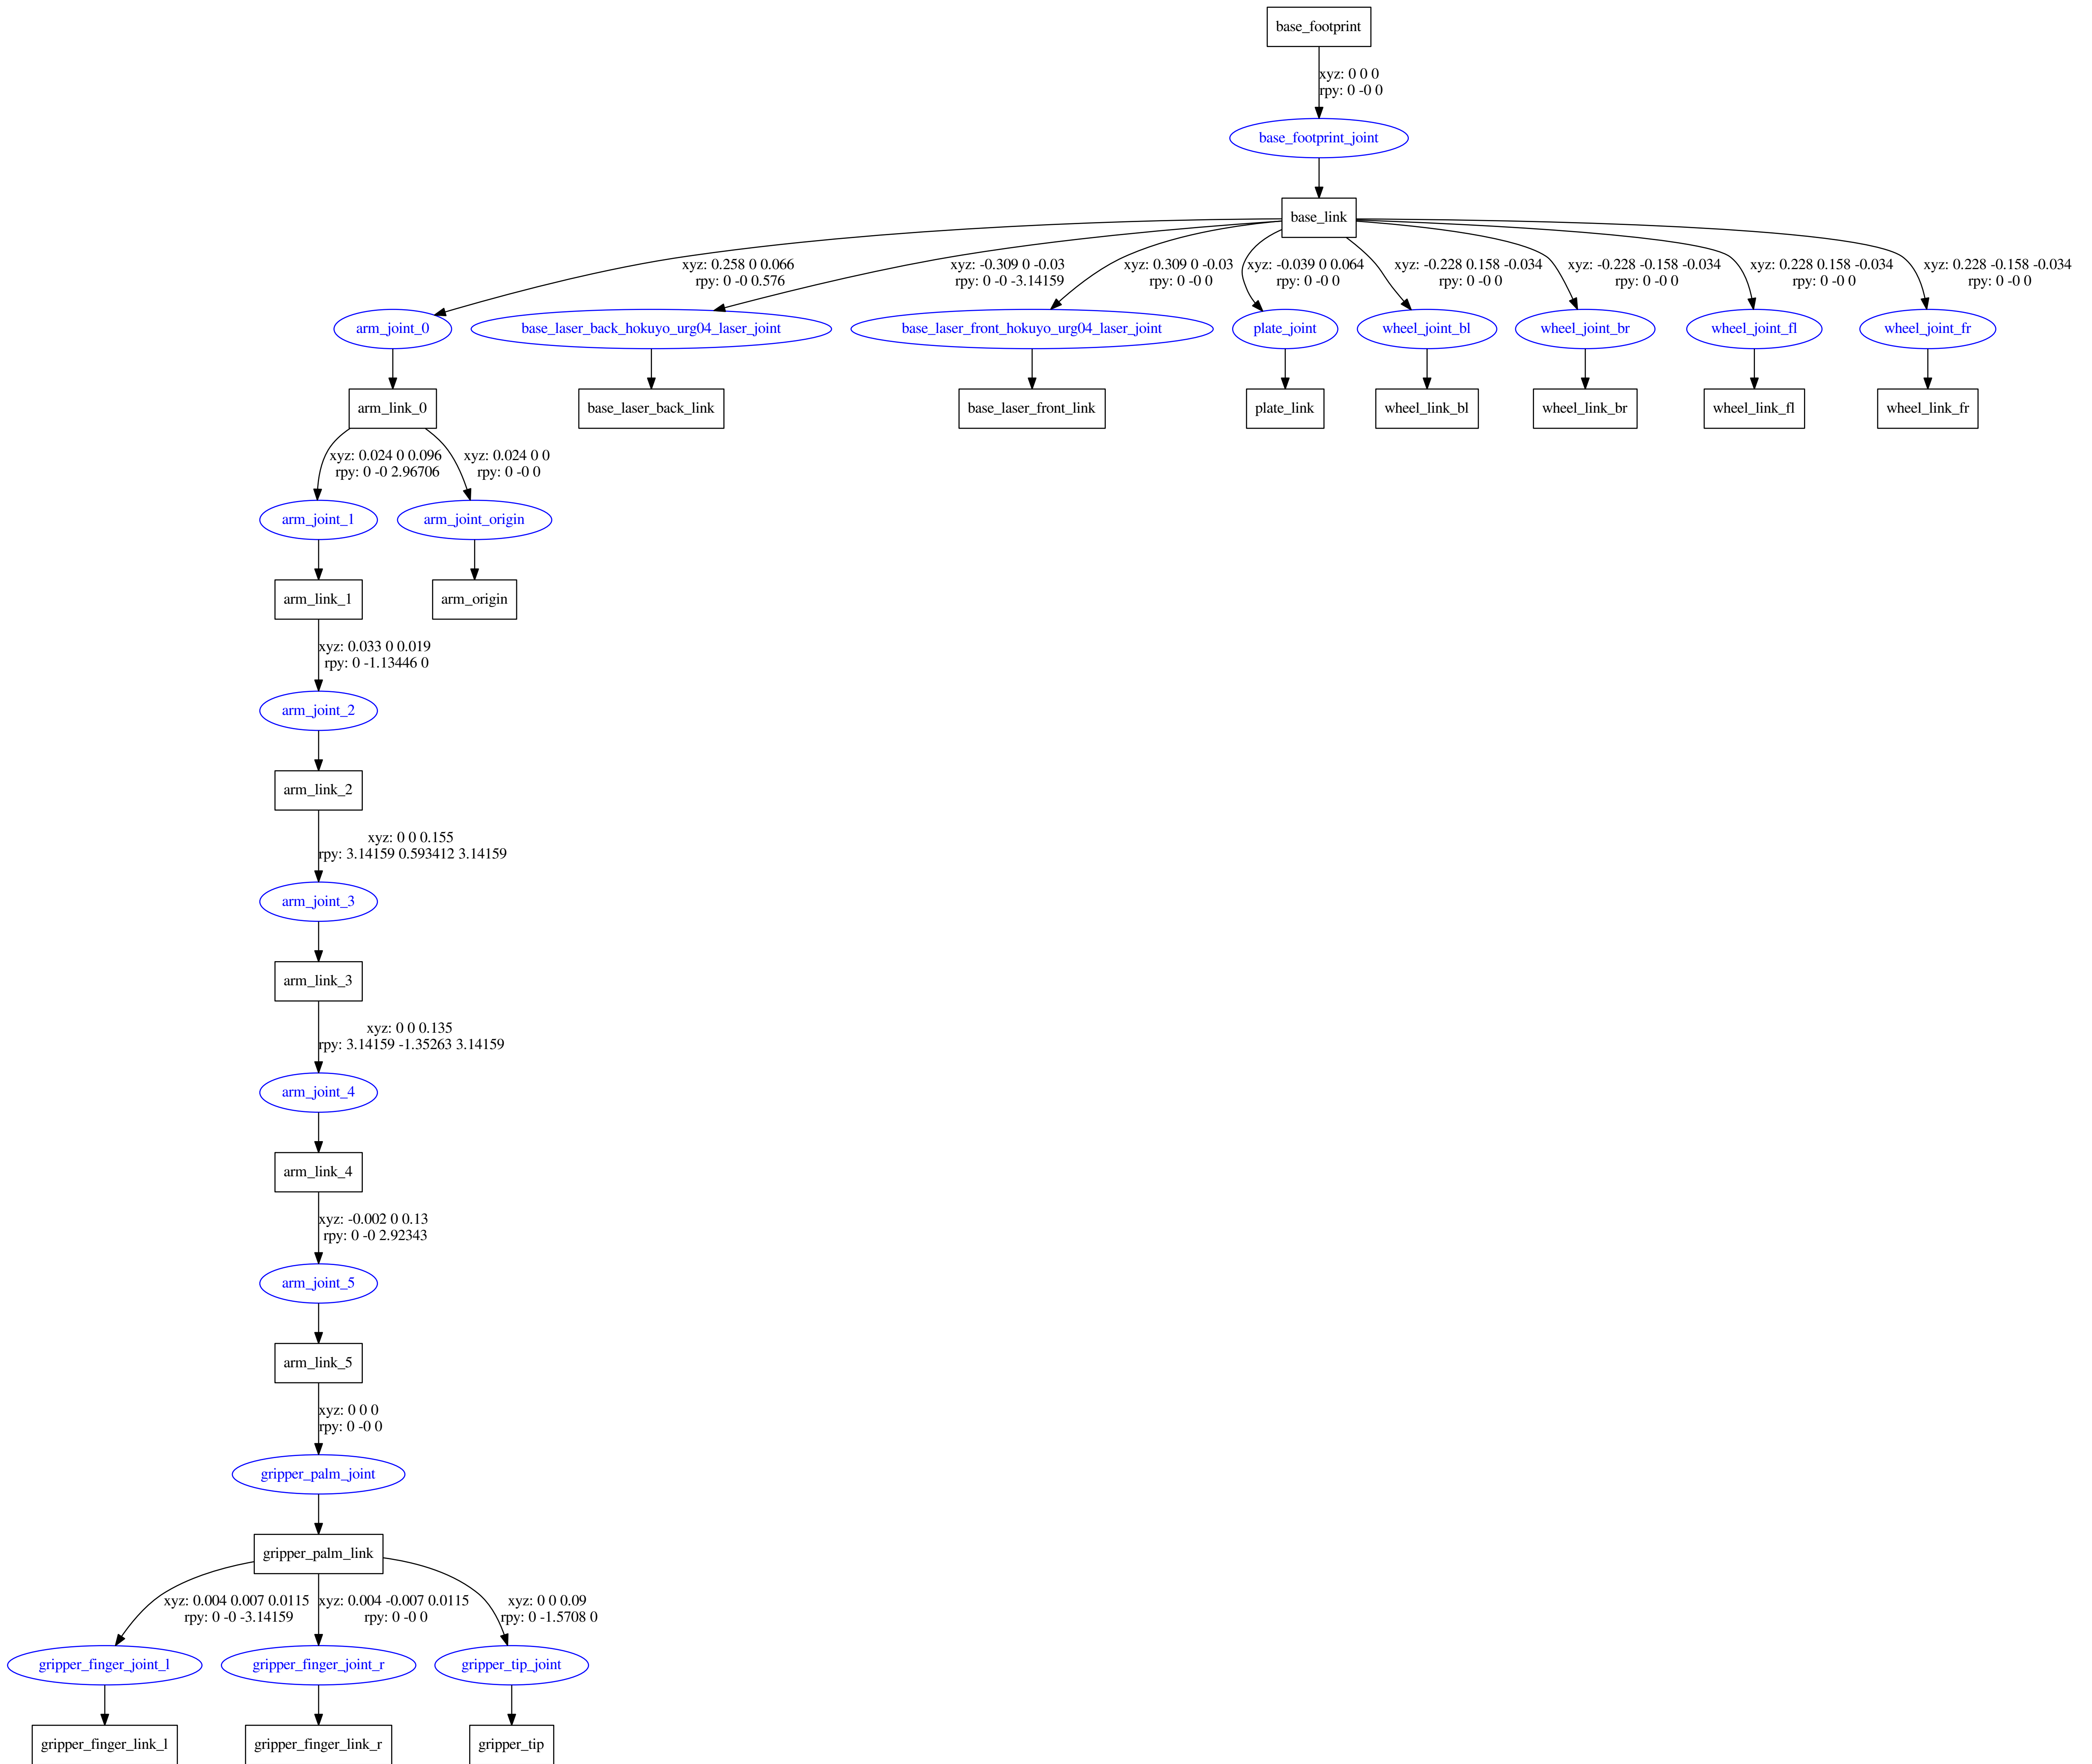 base_footprint
xyz: 0 0 0
rpy: 0 -0 0
base_footprint_joint
base_link
xyz: 0.258 0 0.066
rpy: 0 -0 0.576
xyz: -0.309 0 -0.03
rpy: 0 -0 -3.14159
xyz: 0.309 0 -0.03
rpy: 0 -0 0
xyz: -0.039 0 0.064
rpy: 0 -0 0
xyz: -0.228 0.158 -0.034
rpy: 0 -0 0
xyz: -0.228 -0.158 -0.034
rpy: 0 -0 0
xyz: 0.228 0.158 -0.034
rpy: 0 -0 0
xyz: 0.228 -0.158 -0.034
rpy: 0 -0 0
arm_joint_0
base_laser_back_hokuyo_urg04_laser_joint
base_laser_front_hokuyo_urg04_laser_joint
plate_joint
wheel_joint_bl
wheel_joint_br
wheel_joint_fl
wheel_joint_fr
arm_link_0
base_laser_back_link
base_laser_front_link
plate_link
wheel_link_bl
wheel_link_br
wheel_link_fl
wheel_link_fr
xyz: 0.024 0 0.096
rpy: 0 -0 2.96706
xyz: 0.024 0 0
rpy: 0 -0 0
arm_joint_1
arm_joint_origin
arm_link_1
arm_origin
xyz: 0.033 0 0.019
rpy: 0 -1.13446 0
arm_joint_2
arm_link_2
xyz: 0 0 0.155
rpy: 3.14159 0.593412 3.14159
arm_joint_3
arm_link_3
xyz: 0 0 0.135
rpy: 3.14159 -1.35263 3.14159
arm_joint_4
arm_link_4
xyz: -0.002 0 0.13
rpy: 0 -0 2.92343
arm_joint_5
arm_link_5
xyz: 0 0 0
rpy: 0 -0 0
gripper_palm_joint
gripper_palm_link
xyz: 0.004 0.007 0.0115
rpy: 0 -0 -3.14159
xyz: 0.004 -0.007 0.0115
rpy: 0 -0 0
xyz: 0 0 0.09
rpy: 0 -1.5708 0
gripper_finger_joint_l
gripper_finger_joint_r
gripper_tip_joint
gripper_finger_link_l
gripper_finger_link_r
gripper_tip